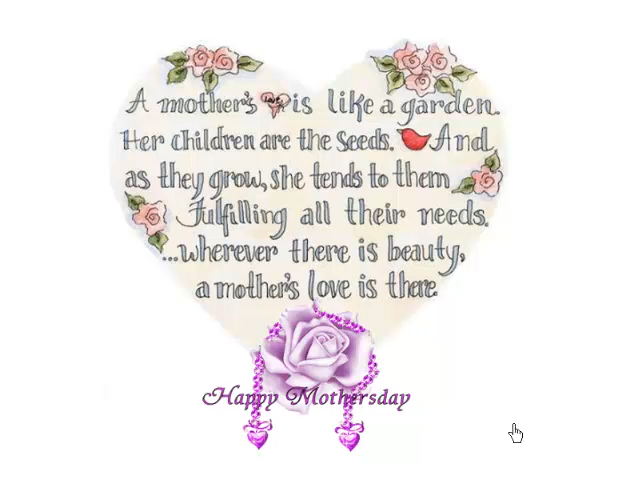 A mother's love is like a garden.
Her children are the seeds. And
as they grow, she tends to them
Fulfilling all their needs.
...wherever there is beauty,
a mother's love is there.
Happy Mothersday